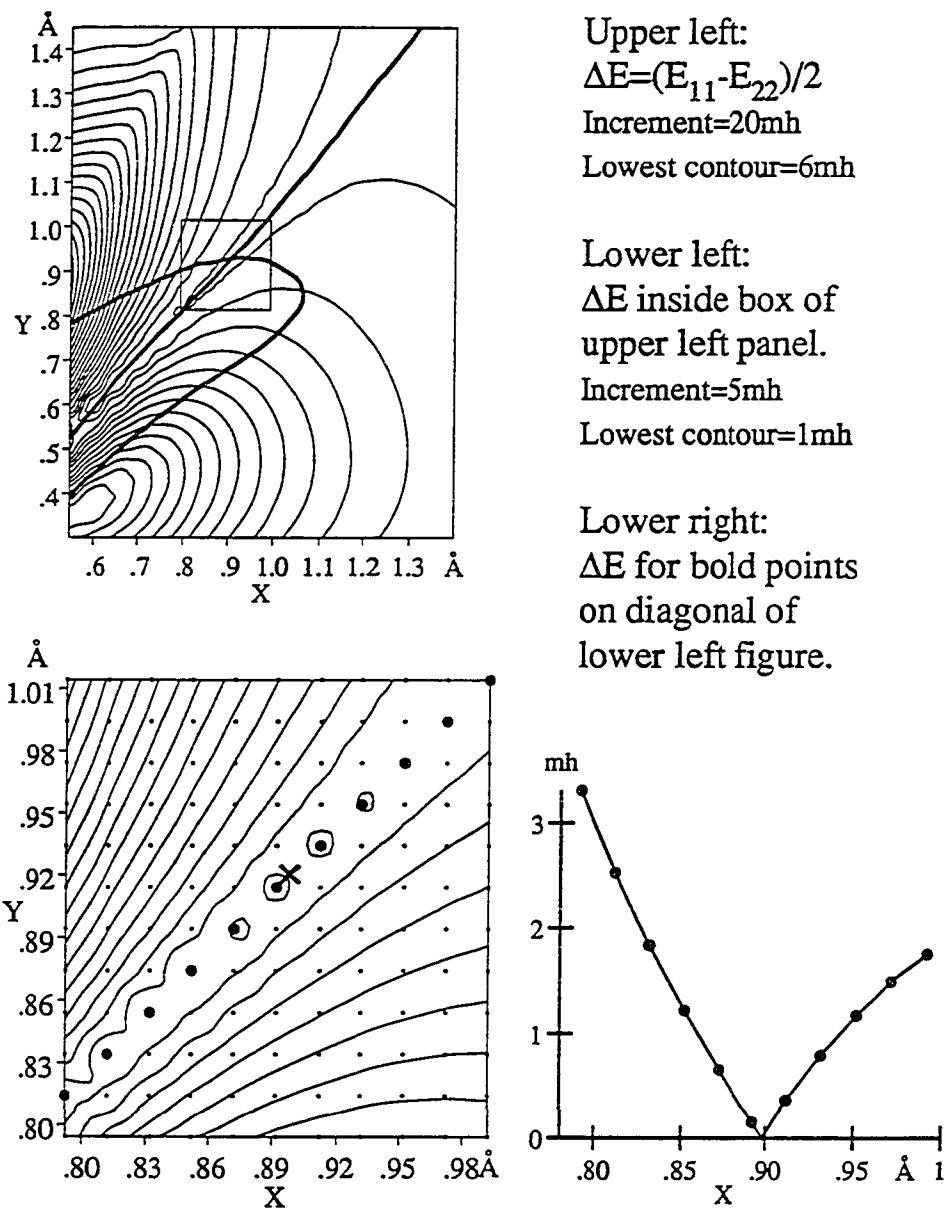 Å
1.4
1.3
1.2
1.1
1.0
.9
Y .8
.7
.6
.5
.4
.6 .7 .8 .9 1.0 1.1 1.2 1.3 Å
X
Upper left:
ΔE=(E₁₁-E₂₂)/2
Increment=20mh
Lowest contour=6mh
Lower left:
ΔE inside box of
upper left panel.
Increment=5mh
Lowest contour=1mh
Lower right:
ΔE for bold points
on diagonal of
lower left figure.
Å
1.01
.98
.95
.92
Y
.89
.86
.83
.80
.80 .83 .86 .89 .92 .95 .98Å
X
mh
3
2
1
0
.80 .85 .90 .95 Å 1
X